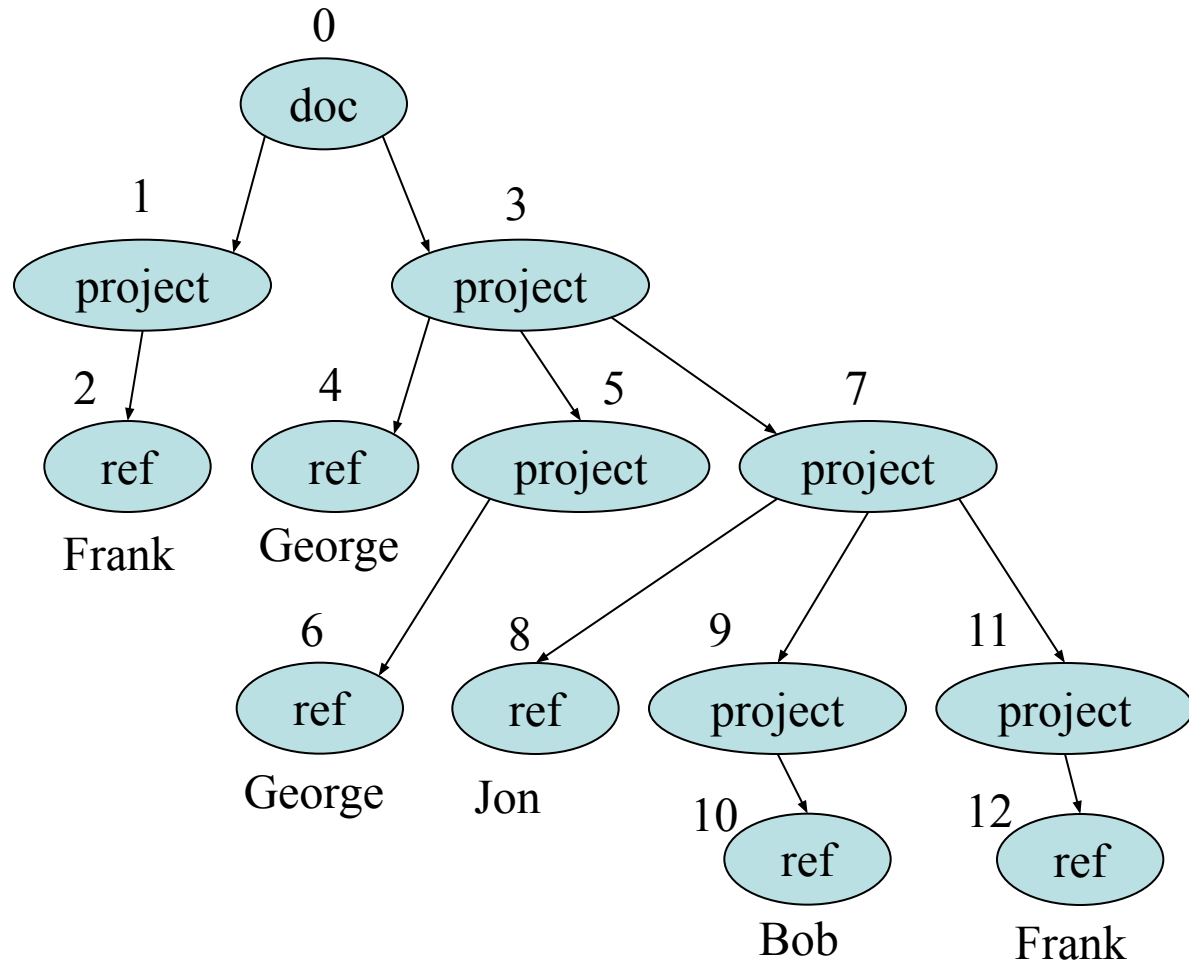 0
doc
1 3
project project
2 4 5 7
ref ref project project
Frank George
6 8 9 11
ref ref project project
George Jon
10 12
ref ref
Bob Frank